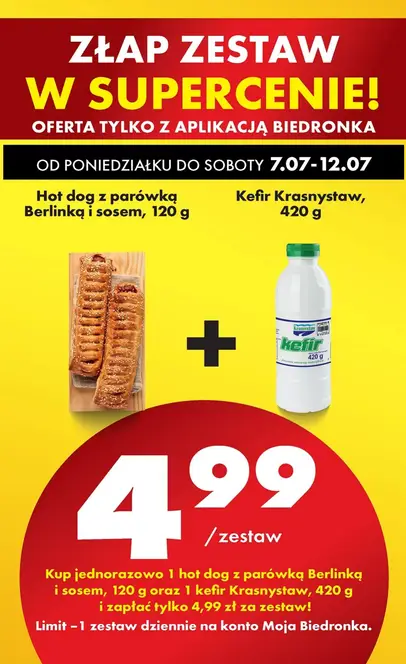 ZŁAP ZESTAW
W SUPERCENIE!
OFERTA TYLKO Z APLIKACJĄ BIEDRONKA
OD PONIEDZIAŁKU DO SOBOTY 7.07-12.07
Hot dog z parówką
Berlinką i sosem, 120 g
Kefir Krasnystaw,
420 g
+
Krasnystaw
kefir
420 g
4 99
/zestaw
Kup jednorazowo 1 hot dog z parówką Berlinką
i sosem, 120 g oraz 1 kefir Krasnystaw, 420 g
i zapłać tylko 4,99 zł za zestaw!
Limit –1 zestaw dziennie na konto Moja Biedronka.